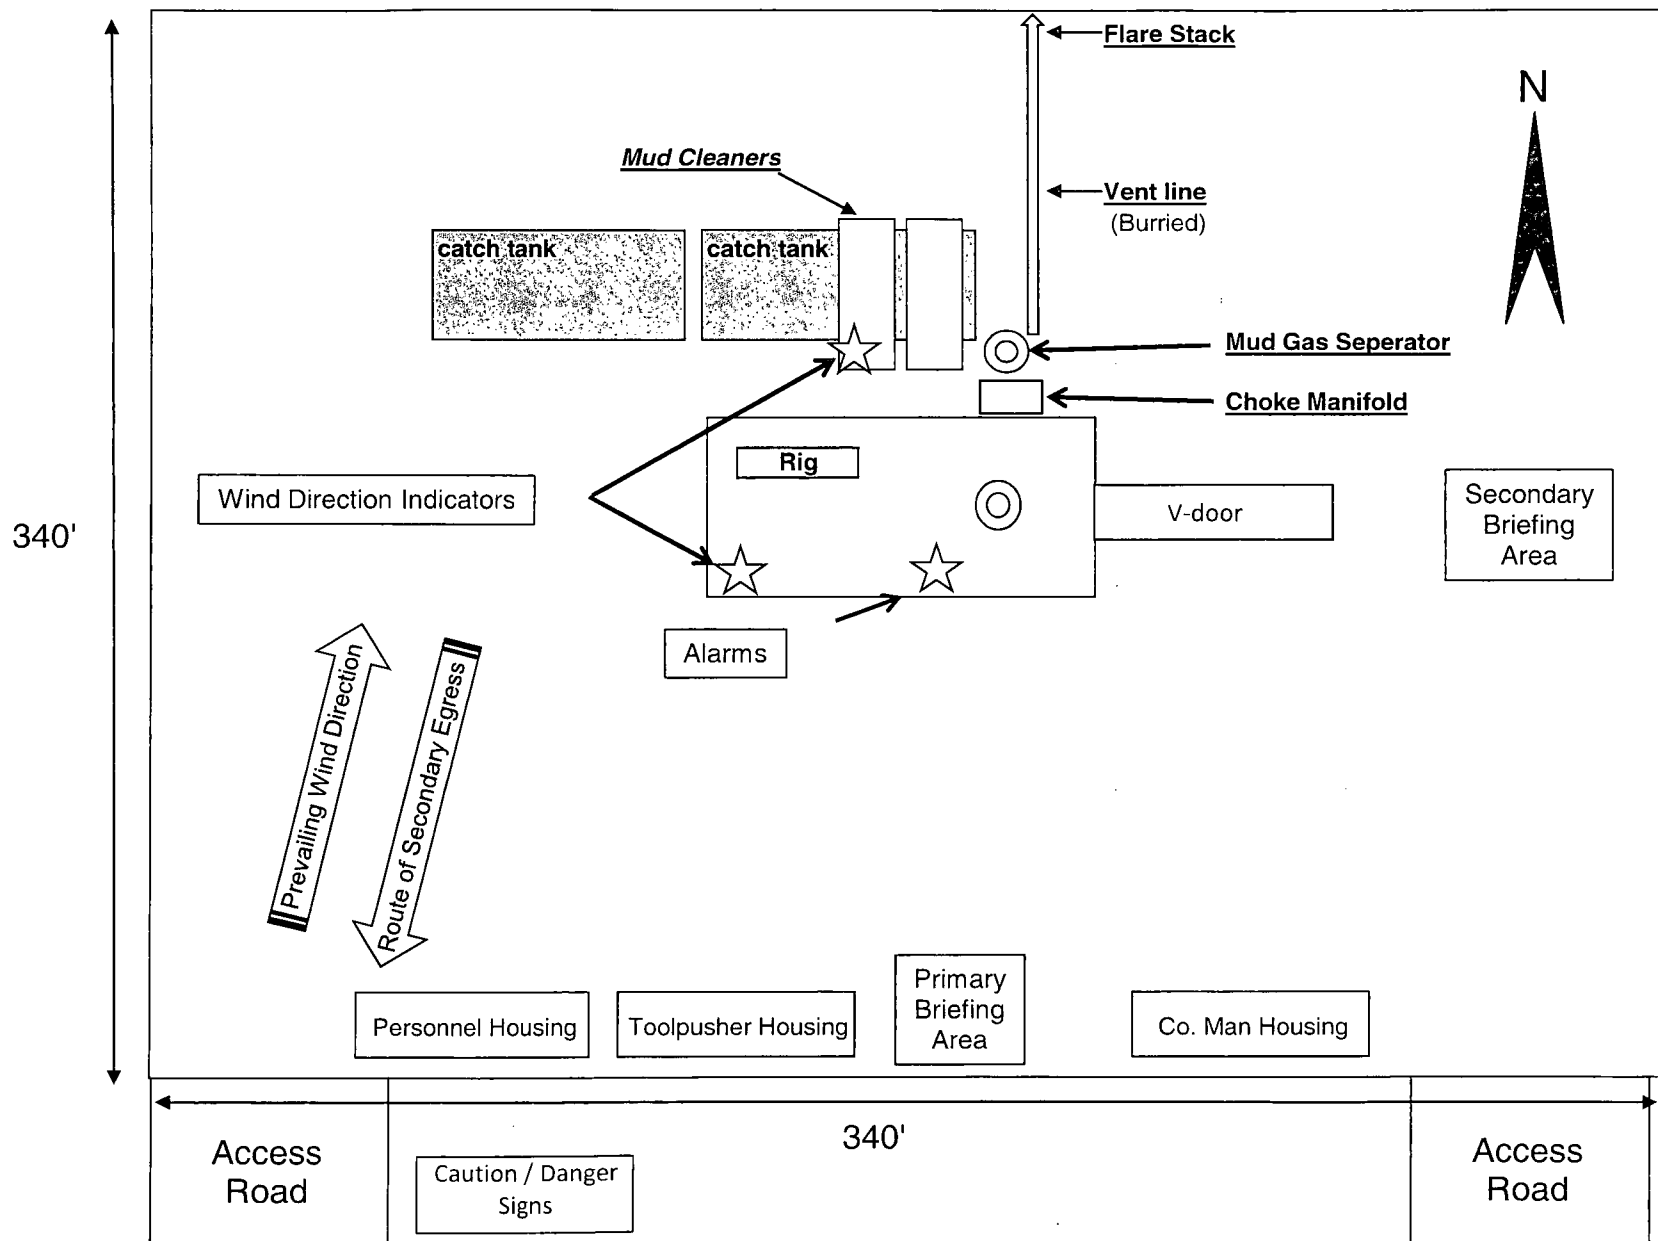 Flare Stack
N
Mud Cleaners
Vent line
(Burried)
catch tank
catch tank
Mud Gas Seperator
Choke Manifold
Rig
Wind Direction Indicators
V-door
Secondary
Briefing
Area
340'
Alarms
Prevailing Wind Direction
Route of Secondary Egress
Primary
Briefing
Area
Personnel Housing
Toolpusher Housing
Co. Man Housing
340'
Access
Road
Caution / Danger
Signs
Access
Road